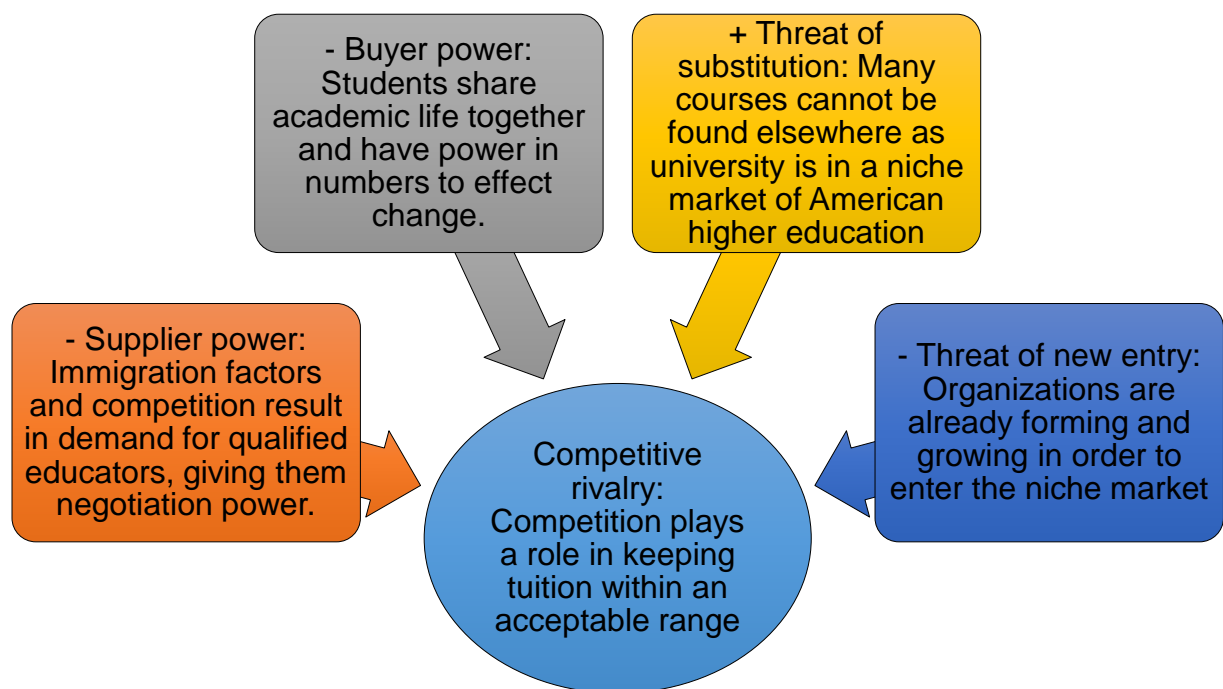 - Buyer power:
Students share
academic life together
and have power in
numbers to effect
change.
+ Threat of
substitution: Many
courses cannot be
found elsewhere as
university is in a niche
market of American
higher education
- Supplier power:
Immigration factors
and competition result
in demand for qualified
educators, giving them
negotiation power.
Competitive
rivalry:
Competition plays
a role in keeping
tuition within an
acceptable range
- Threat of new entry:
Organizations are
already forming and
growing in order to
enter the niche market